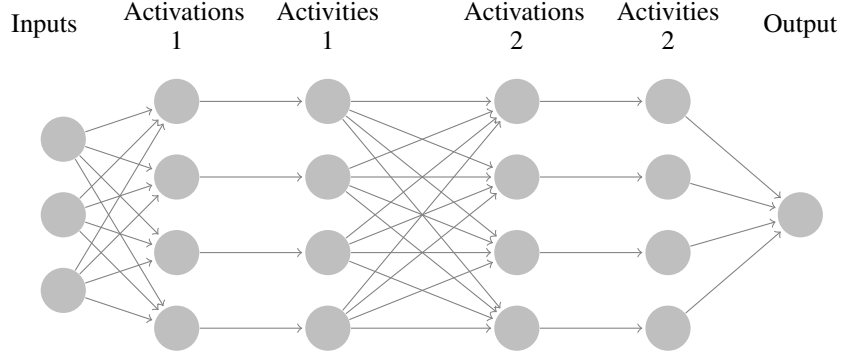 Inputs
Activations
1
Activities
1
Activations
2
Activities
2
Output